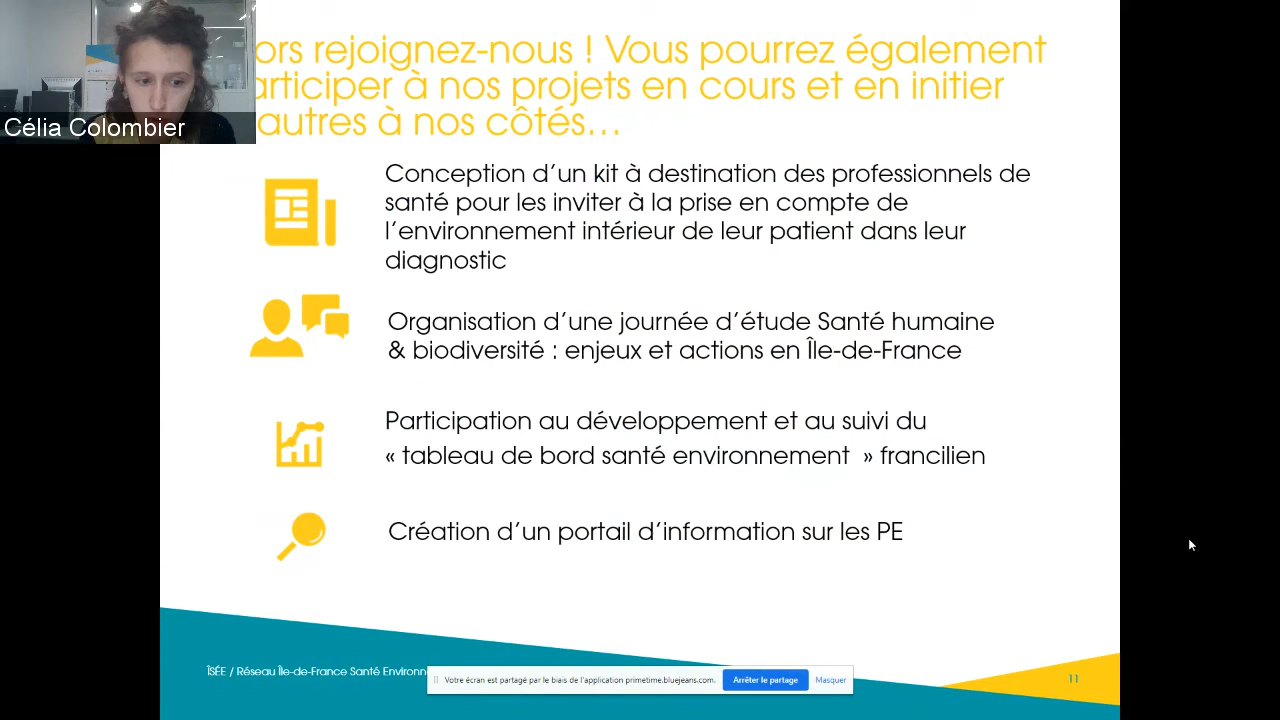 ors rejoignez-nous ! Vous pourrez également
articiper à nos projets en cours et en initier
autres à nos côtés...
Célia Colombier
Conception d'un kit à destination des professionnels de
santé pour les inviter à la prise en compte de
l'environnement intérieur de leur patient dans leur
diagnostic
Organisation d'une journée d'étude Santé humaine
& biodiversité : enjeux et actions en Île-de-France
Participation au développement et au suivi du
« tableau de bord santé environnement » francilien
Création d'un portail d'information sur les PE
ÎSÉE / Réseau Île-de-France Santé Environne
Votre écran est partagé par le biais de l'application primetime.bluejeans.com.
Arrêter le partage
Masquer
11